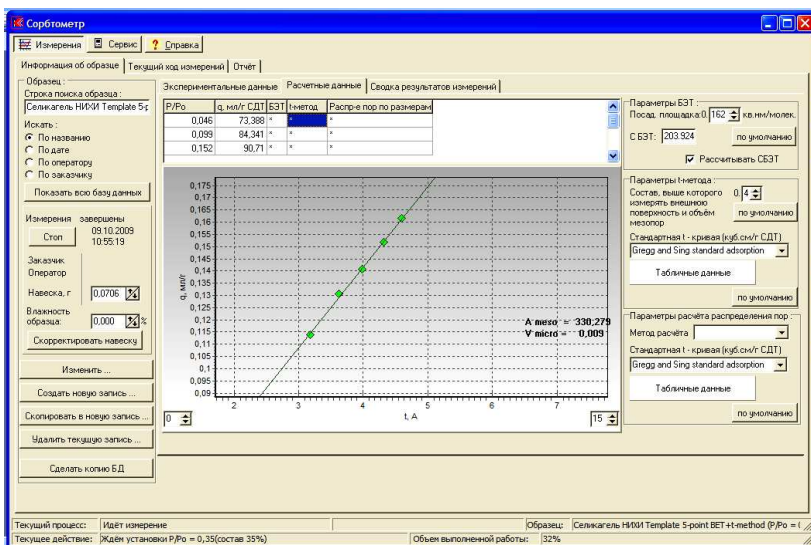 Сорбтометр
Измерения Сервис ? Справка
Информация об образце Текущий ход измерений Отчёт
Образец :
Строка поиска образца :
Селикагель НИХИ Template 5-р
Искать :
По названию
По дате
По оператору
По заказчику
Показать всю базу данных
Измерения завершены
Стоп 09.10.2009
10:55:19
Заказчик
Оператор
Навеска, г 0,0706
Влажность
образца: 0,000 %
Скорректировать навеску
Изменить ...
Создать новую запись ...
Скопировать в новую запись ...
Удалить текущую запись ...
Сделать копию БД
Экспериментальные данные Расчетные данные Сводка результатов измерений
P/Po q, мл/г СДТ БЭТ t-метод Распр-е пор по размерам
0,046 73,388 * * *
0,099 84,341 * * *
0,152 90,71 * * *
q, мл/г
0,175
0,17
0,165
0,16
0,155
0,15
0,145
0,14
0,135
0,13
0,125
0,12
0,115
0,11
0,105
0,1
0,095
0,09
A meso = 330,279
V micro = 0,009
2 3 4 5 6 7
t, A
0 15
Параметры БЭТ :
Посад. площадка:0, 162 кв.нм/молек.
C БЭТ: 203.924 по умолчанию
Рассчитывать СБЭТ
Параметры t-метода :
Состав, выше которого 0, 4
измерять внешнюю
поверхность и объём по умолчанию
мезопор
Стандартная t - кривая (куб.см/г СДТ)
Gregg and Sing standard adsorption
Табличные данные
по умолчанию
Параметры расчёта распределения пор :
Метод расчёта
Стандартная t - кривая (куб.см/г СДТ)
Gregg and Sing standard adsorption
Табличные данные
по умолчанию
Текущий процесс: Идёт измерение Образец: Селикагель НИХИ Template 5-point BET+t-method (P/Po =
Текущее действие: Ждём установки P/Po = 0,35(состав 35%) Объем выполненной работы: 32%